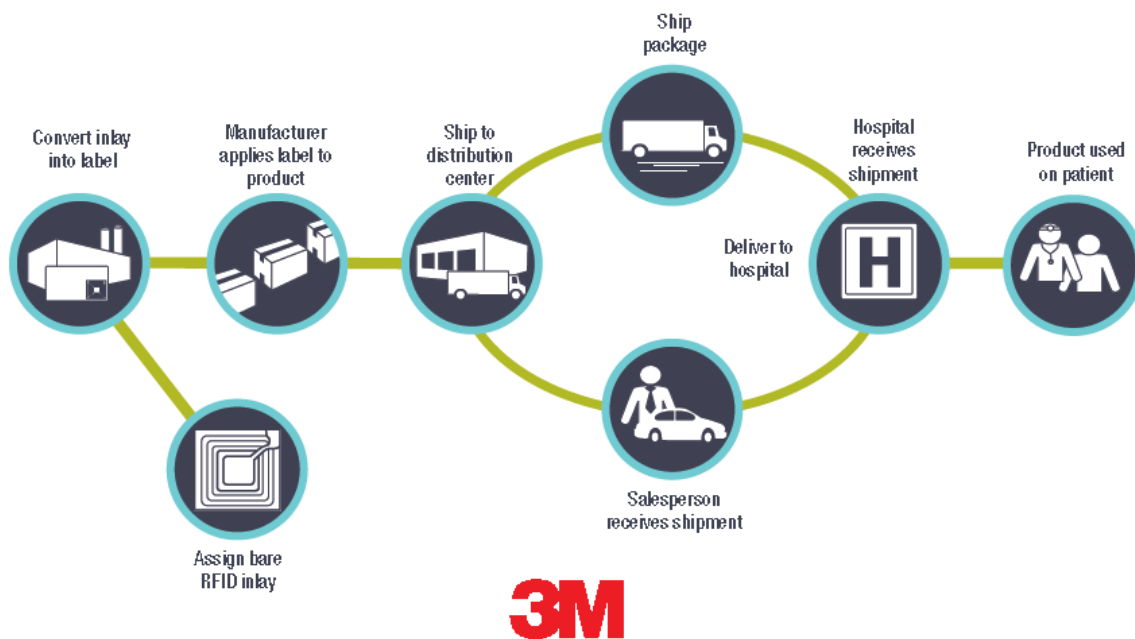 Convert inlay
into label
Manufacturer
applies label to
product
Ship to
distribution
center
Ship
package
Hospital
receives
shipment
Product used
on patient
Deliver to
hospital
H
Salesperson
receives shipment
Assign bare
RFID inlay
3M